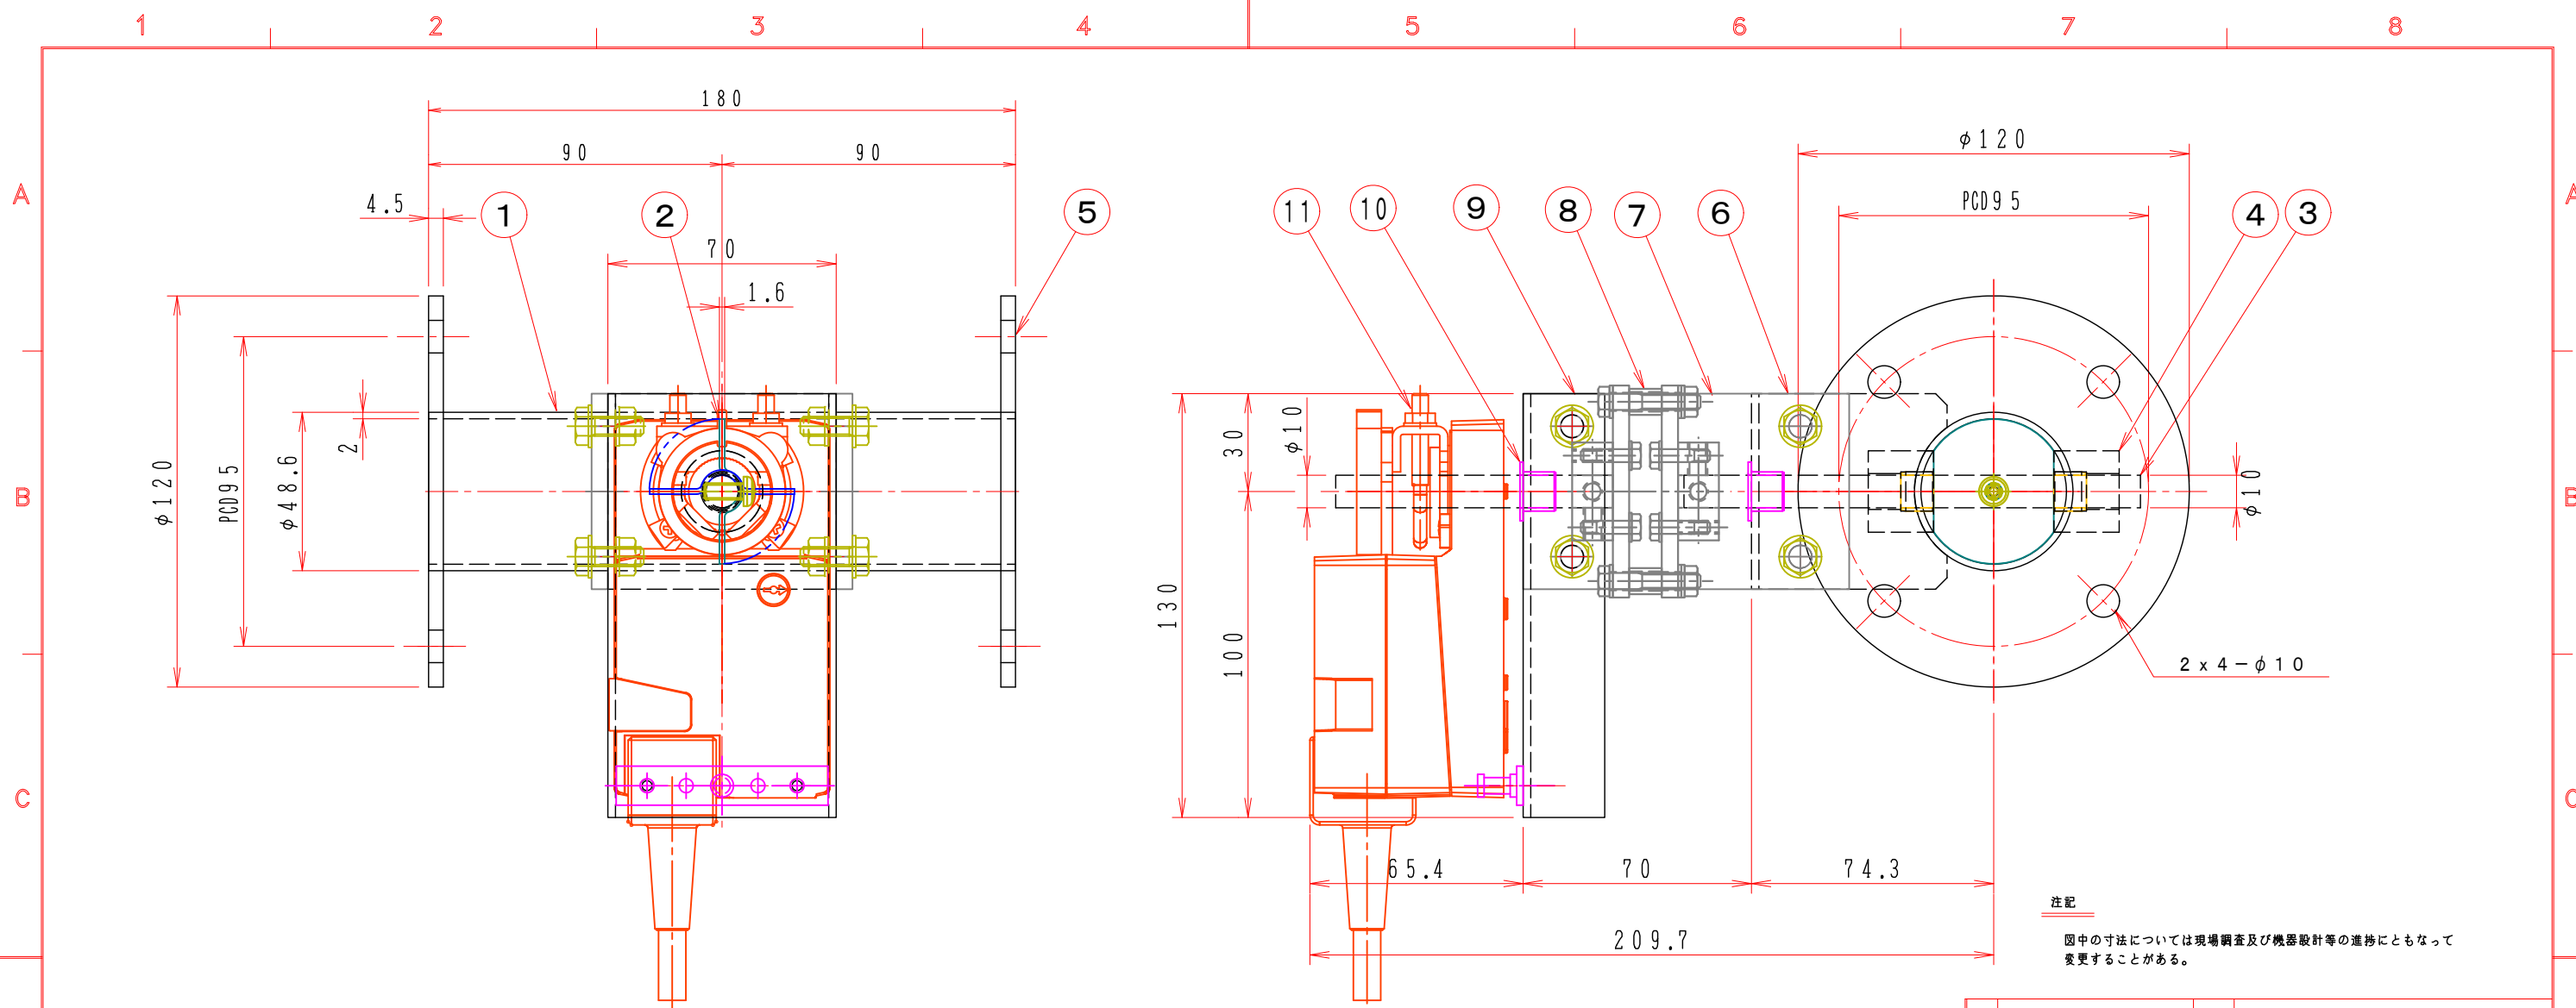 1 2 3 4 5 6 7 8
A A
180
90 90
φ120
4.5 1 2 5 11 10 9 8 7 6 PCD95 4 3
70
1.6
φ120 PCD95 φ48.6 2
130 30 φ10 100
φ10
B B
2x4-φ10
C C
65.4 70 74.3
209.7
注記
図中の寸法については現場調査及び機器設計等の進捗にともなって
変更することがある。